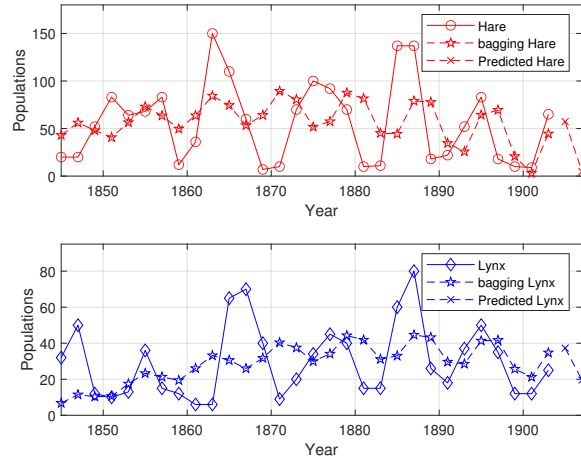 150
100
50
0
Populations
Hare
bagging Hare
Predicted Hare
1850
1860
1870
1880
1890
1900
Year
80
60
40
20
0
Populations
Lynx
bagging Lynx
Predicted Lynx
1850
1860
1870
1880
1890
1900
Year